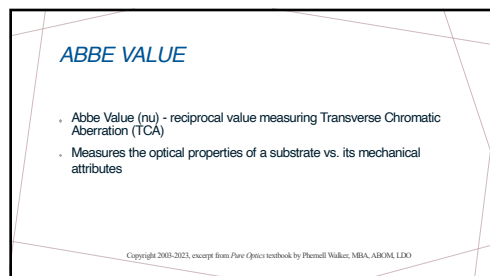 ABBE VALUE
Abbe Value (nu) - reciprocal value measuring Transverse Chromatic
Aberration (TCA)
Measures the optical properties of a substrate vs. its mechanical
attributes
Copyright 2003-2023, excerpt from Pure Optics textbook by Phernell Walker, MBA, ABOM, LDO